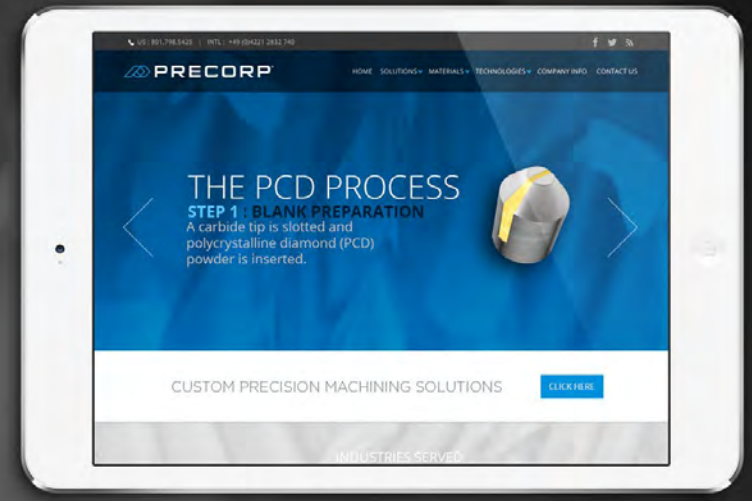 US : 801.798.5425 | INTL : +49 (0)4221 2832 740
PRECORP
HOME SOLUTIONS MATERIALS TECHNOLOGIES COMPANY INFO CONTACT US
THE PCD PROCESS
STEP 1 : BLANK PREPARATION
A carbide tip is slotted and
polycrystalline diamond (PCD)
powder is inserted.
CUSTOM PRECISION MACHINING SOLUTIONS
CLICK HERE
INDUSTRIES SERVED